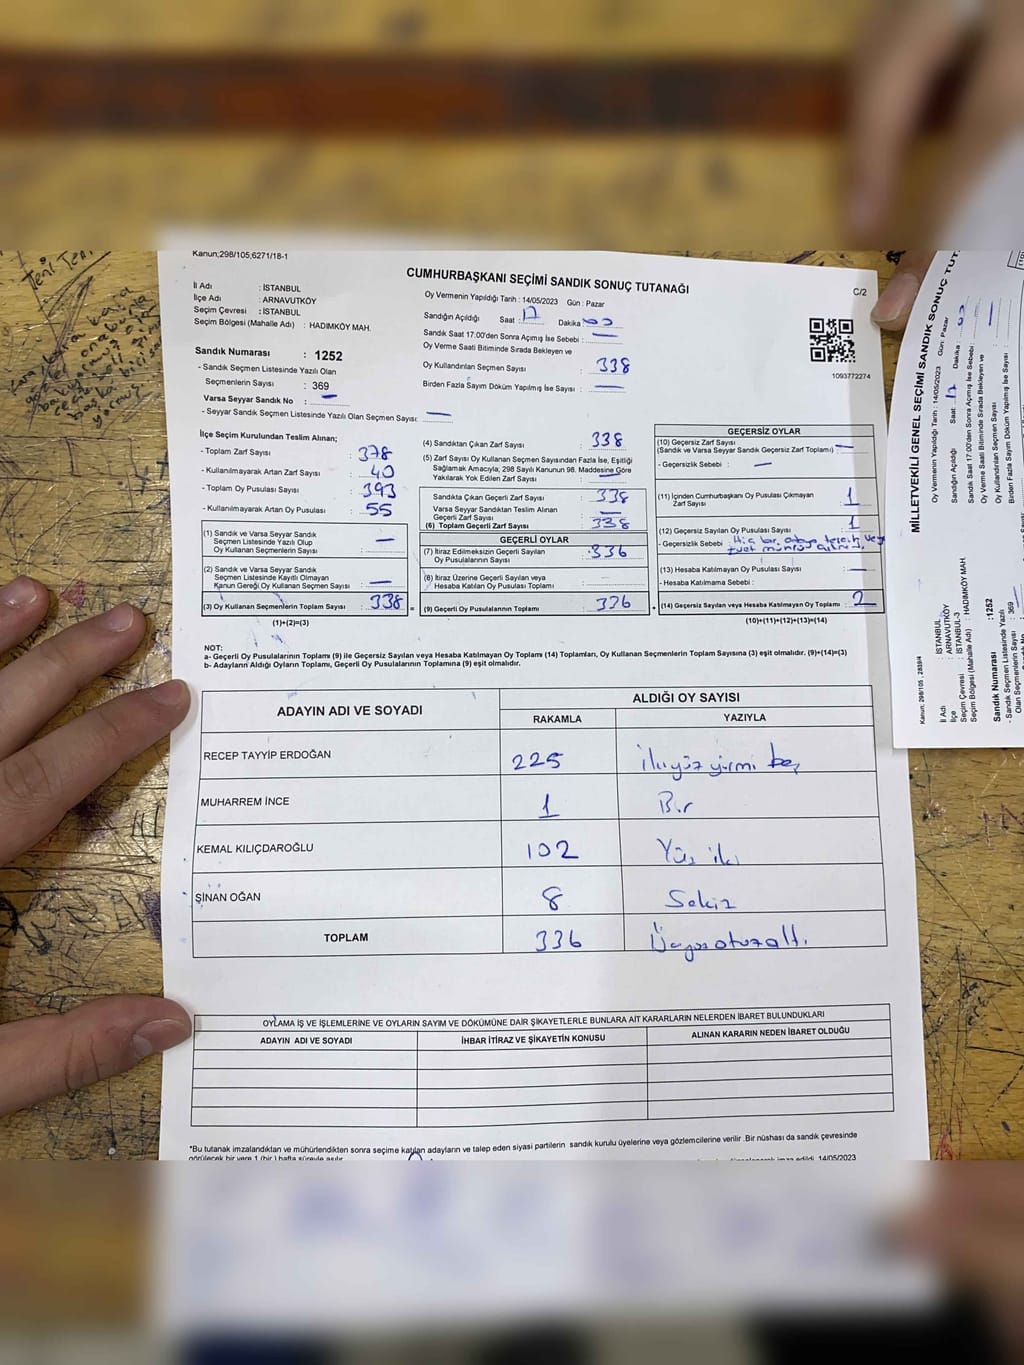 Kanun;298/105;6271/18-1
CUMHURBAŞKANI SEÇİMİ SANDIK SONUÇ TUTANAĞI
C/2
İl Adı : İSTANBUL
İlçe Adı : ARNAVUTKÖY
Seçim Çevresi : İSTANBUL
Seçim Bölgesi (Mahalle Adı) : HADIMKÖY MAH.
Sandık Numarası : 1252
- Sandık Seçmen Listesinde Yazılı Olan
Seçmenlerin Sayısı : 369
Varsa Seyyar Sandık No : —
- Seyyar Sandık Seçmen Listesinde Yazılı Olan Seçmen Sayısı: —
Oy Vermenin Yapıldığı Tarih : 14/05/2023 Gün : Pazar
Sandığın Açıldığı Saat : 17 Dakika :
Sandık Saat 17.00'den Sonra Açımış İse Sebebi : —
Oy Verme Saati Bitiminde Sırada Bekleyen ve
Oy Kullandırılan Seçmen Sayısı : 338
Birden Fazla Sayım Döküm Yapılmış İse Sayısı : —
1093772274
İlçe Seçim Kurulundan Teslim Alınan;
- Toplam Zarf Sayısı : 378
- Kullanılmayarak Artan Zarf Sayısı : 40
- Toplam Oy Pusulası Sayısı : 393
- Kullanılmayarak Artan Oy Pusulası : 55
(1) Sandık ve Varsa Seyyar Sandık
Seçmen Listesinde Yazılı Olup
Oy Kullanan Seçmenlerin Sayısı : —
(2) Sandık ve Varsa Seyyar Sandık
Seçmen Listesinde Kayıtlı Olmayan
Kanun Gereği Oy Kullanan Seçmen Sayısı : —
(3) Oy Kullanan Seçmenlerin Toplam Sayısı : 338 =
(1)+(2)=(3)
(4) Sandıktan Çıkan Zarf Sayısı : 338
(5) Zarf Sayısı Oy Kullanan Seçmen Sayısından Fazla İse, Eşitliği
Sağlamak Amacıyla; 298 Sayılı Kanunun 98. Maddesine Göre
Yakılarak Yok Edilen Zarf Sayısı : —
Sandıkta Çıkan Geçerli Zarf Sayısı : 338
Varsa Seyyar Sandıktan Teslim Alınan
Geçerli Zarf Sayısı : —
(6) Toplam Geçerli Zarf Sayısı : 338
GEÇERLİ OYLAR
(7) İtiraz Edilmeksizin Geçerli Sayılan
Oy Pusulalarının Sayısı : 336
(8) İtiraz Üzerine Geçerli Sayılan veya
Hesaba Katılan Oy Pusulası Toplamı :
(9) Geçerli Oy Pusulalarının Toplamı : 336 +
GEÇERSİZ OYLAR
(10) Geçersiz Zarf Sayısı
(Sandık ve Varsa Seyyar Sandık Geçersiz Zarf Toplamı) : —
- Geçersizlik Sebebi : —
(11) İçinden Cumhurbaşkanı Oy Pusulası Çıkmayan
Zarf Sayısı : 1
(12) Geçersiz Sayılan Oy Pusulası Sayısı : 1
- Geçersizlik Sebebi : Hiç bir adaya tercih vey
(13) Hesaba Katılmayan Oy Pusulası Sayısı : —
- Hesaba Katılmama Sebebi :
(14) Geçersiz Sayılan veya Hesaba Katılmayan Oy Toplamı : 2
(10)+(11)+(12)+(13)=(14)
NOT:
a- Geçerli Oy Pusulalarının Toplamı (9) ile Geçersiz Sayılan veya Hesaba Katılmayan Oy Toplamı (14) Toplamları, Oy Kullanan Seçmenlerin Toplam Sayısına (3) eşit olmalıdır. (9)+(14)=(3)
b- Adayların Aldığı Oyların Toplamı, Geçerli Oy Pusulalarının Toplamına (9) eşit olmalıdır.
ADAYIN ADI VE SOYADI
ALDIĞI OY SAYISI
RAKAMLA YAZIYLA
RECEP TAYYİP ERDOĞAN 225 İkiyüzyirmi beş
MUHARREM İNCE 1 Bir
KEMAL KILIÇDAROĞLU 102 Yüz iki
SİNAN OĞAN 8 Sekiz
TOPLAM 336 Üçyüzotuzaltı
OYLAMA İŞ VE İŞLEMLERİNE VE OYLARIN SAYIM VE DÖKÜMÜNE DAİR ŞİKAYETLERLE BUNLARA AİT KARARLARIN NELERDEN İBARET BULUNDUKLARI
ADAYIN ADI VE SOYADI
İHBAR İTİRAZ VE ŞİKAYETİN KONUSU
ALINAN KARARIN NEDEN İBARET OLDUĞU
*Bu tutanak imzalandıktan ve mühürlendikten sonra seçime katılan adayların ve talep eden siyasi partilerin sandık kurulu üyelerine veya gözlemcilerine verilir .Bir nüshası da sandık çevresinde
görülecek bir yere 1 (bir ) hafta süreyle asılır. imza edildi. 14/05/2023
MİLLETVEKİLİ GENEL SEÇİMİ SANDIK SONUÇ TUT
Oy Vermenin Yapıldığı Tarih : 14/05/2023 Gün: Pazar
Sandığın Açıldığı Saat : 17 Dakika :
Sandık Saat 17.00'den Sonra Açımış İse Sebebi :
Oy Verme Saati Bitiminde Sırada Bekleyen ve
Oy Kullandırılan Seçmen Sayısı :
Birden Fazla Sayım Döküm Yapılmış İse Sayısı :
Kanun; 298/105 , 2839/4
İl Adı : İSTANBUL
İlçe : ARNAVUTKÖY
Seçim Çevresi : İSTANBUL-3
Seçim Bölgesi (Mahalle Adı) : HADIMKÖY MAH.
Sandık Numarası :1252
- Sandık Seçmen Listesinde Yazılı
Olan Seçmenlerin Sayısı : 369